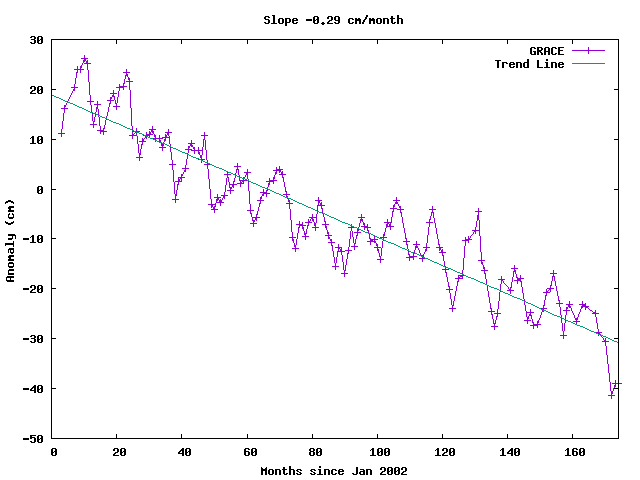 Slope -0.29 cm/month
30
GRACE
Trend Line
20
10
0
-10
-20
-30
-40
-50
Anomaly (cm)
0 20 40 60 80 100 120 140 160
Months since Jan 2002